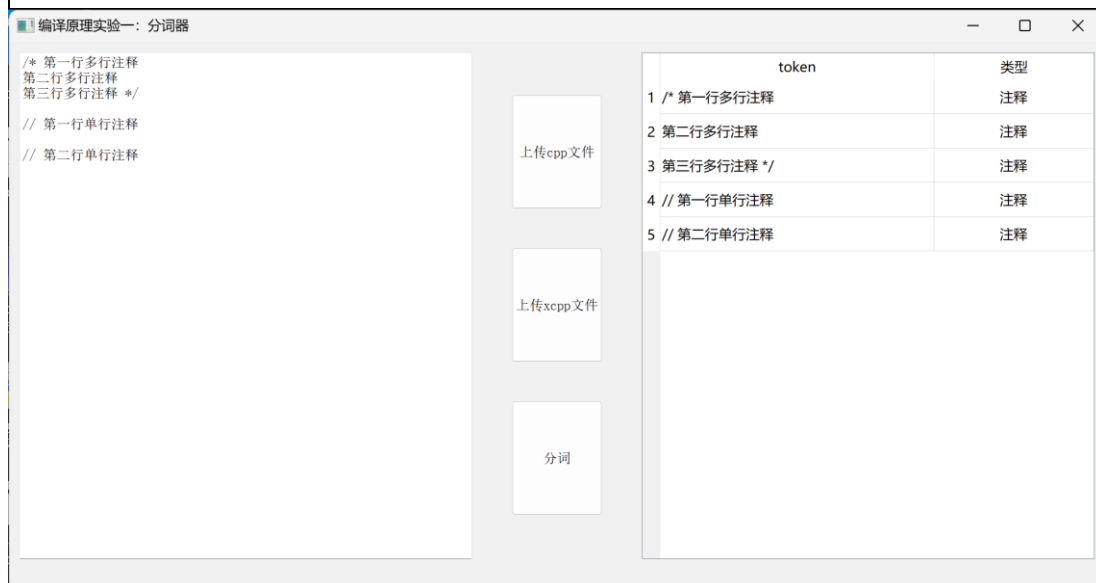 编译原理实验一：分词器
/* 第一行多行注释
第二行多行注释
第三行多行注释 */
// 第一行单行注释
// 第二行单行注释
上传cpp文件
上传xcpp文件
分词
token 类型
1 /* 第一行多行注释 注释
2 第二行多行注释 注释
3 第三行多行注释 */ 注释
4 // 第一行单行注释 注释
5 // 第二行单行注释 注释